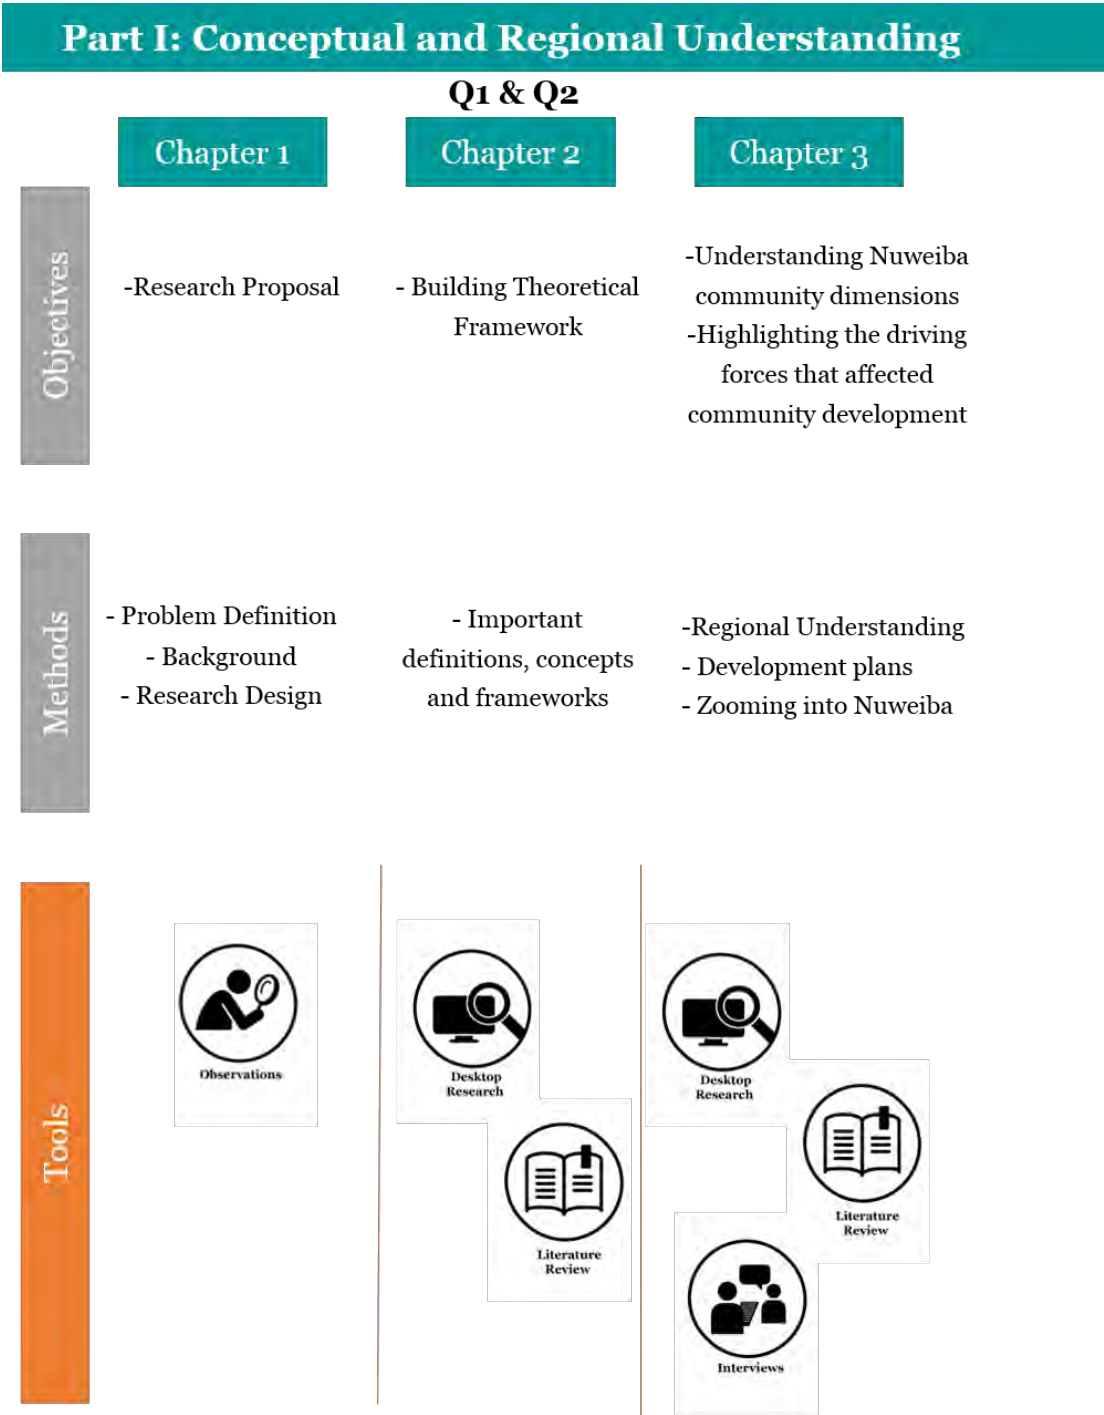 Part I: Conceptual and Regional Understanding
Q1 & Q2
Chapter 1
Chapter 2
Chapter 3
Objectives
-Research Proposal
- Building Theoretical
Framework
-Understanding Nuweiba
community dimensions
-Highlighting the driving
forces that affected
community development
Methods
- Problem Definition
- Background
- Research Design
- Important
definitions, concepts
and frameworks
-Regional Understanding
- Development plans
- Zooming into Nuweiba
Tools
Observations
Desktop
Research
Literature
Review
Desktop
Research
Literature
Review
Interviews